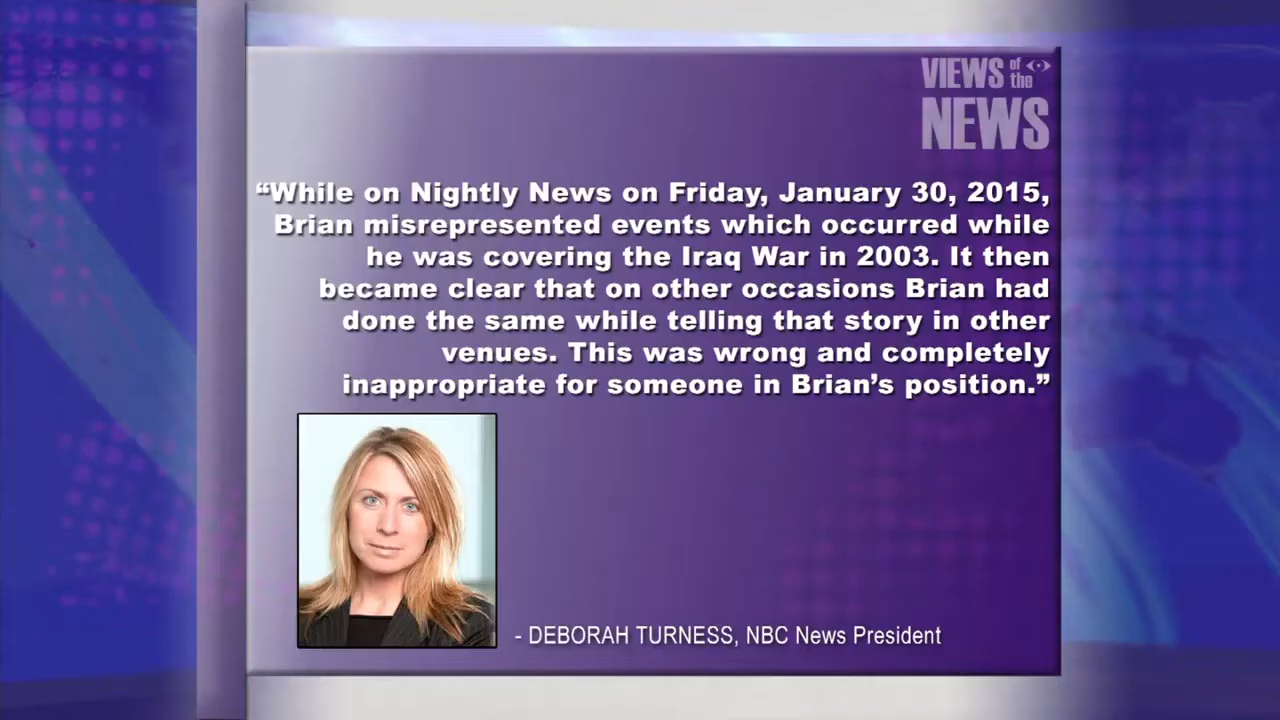 VIEWS of the NEWS
“While on Nightly News on Friday, January 30, 2015,
Brian misrepresented events which occurred while
he was covering the Iraq War in 2003. It then
became clear that on other occasions Brian had
done the same while telling that story in other
venues. This was wrong and completely
inappropriate for someone in Brian’s position.”
- DEBORAH TURNESS, NBC News President